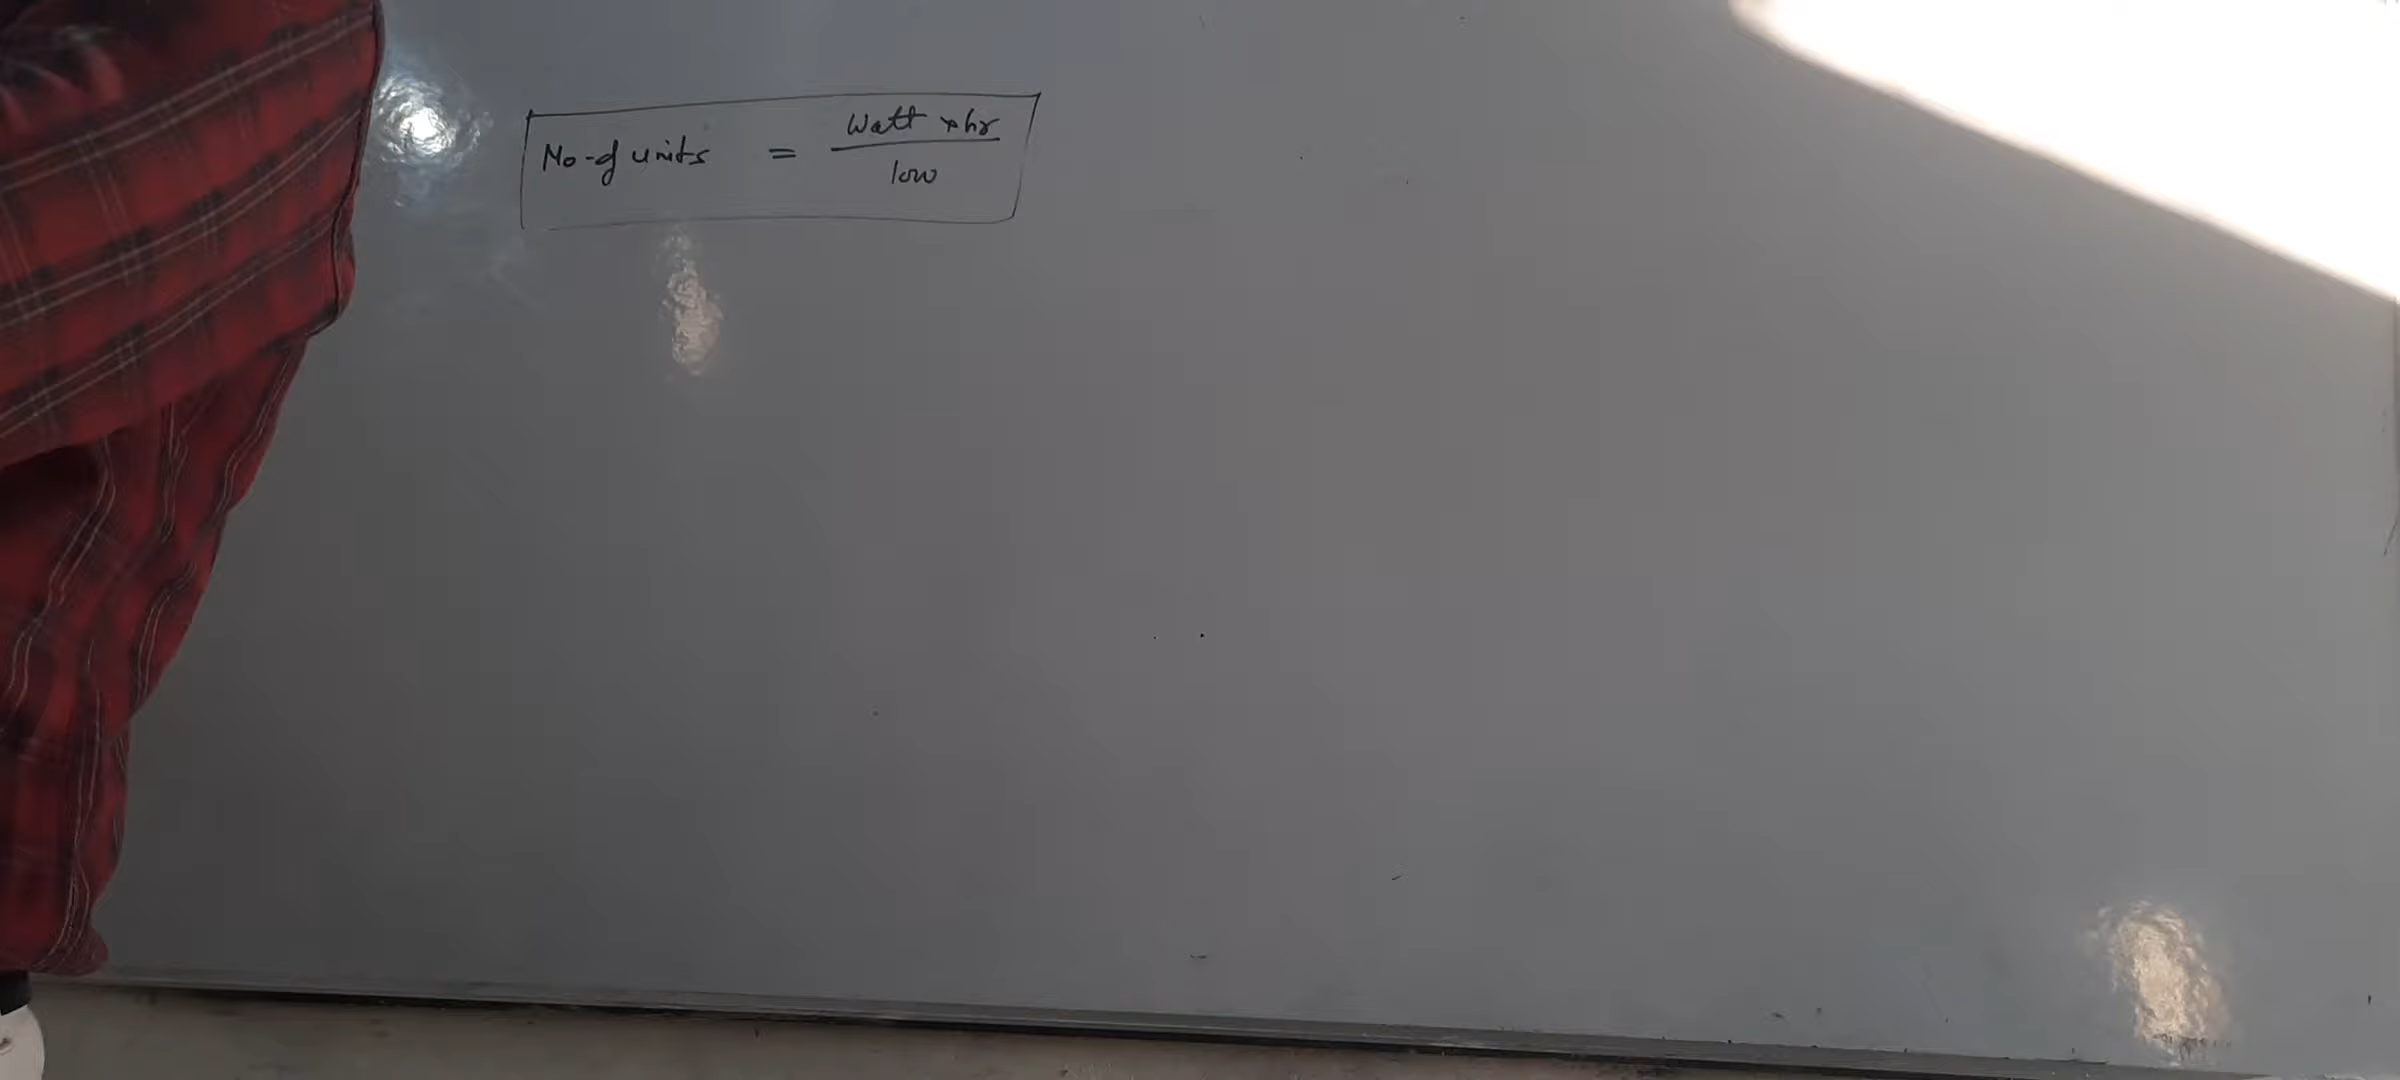 No-of units = Watt × hr
1000